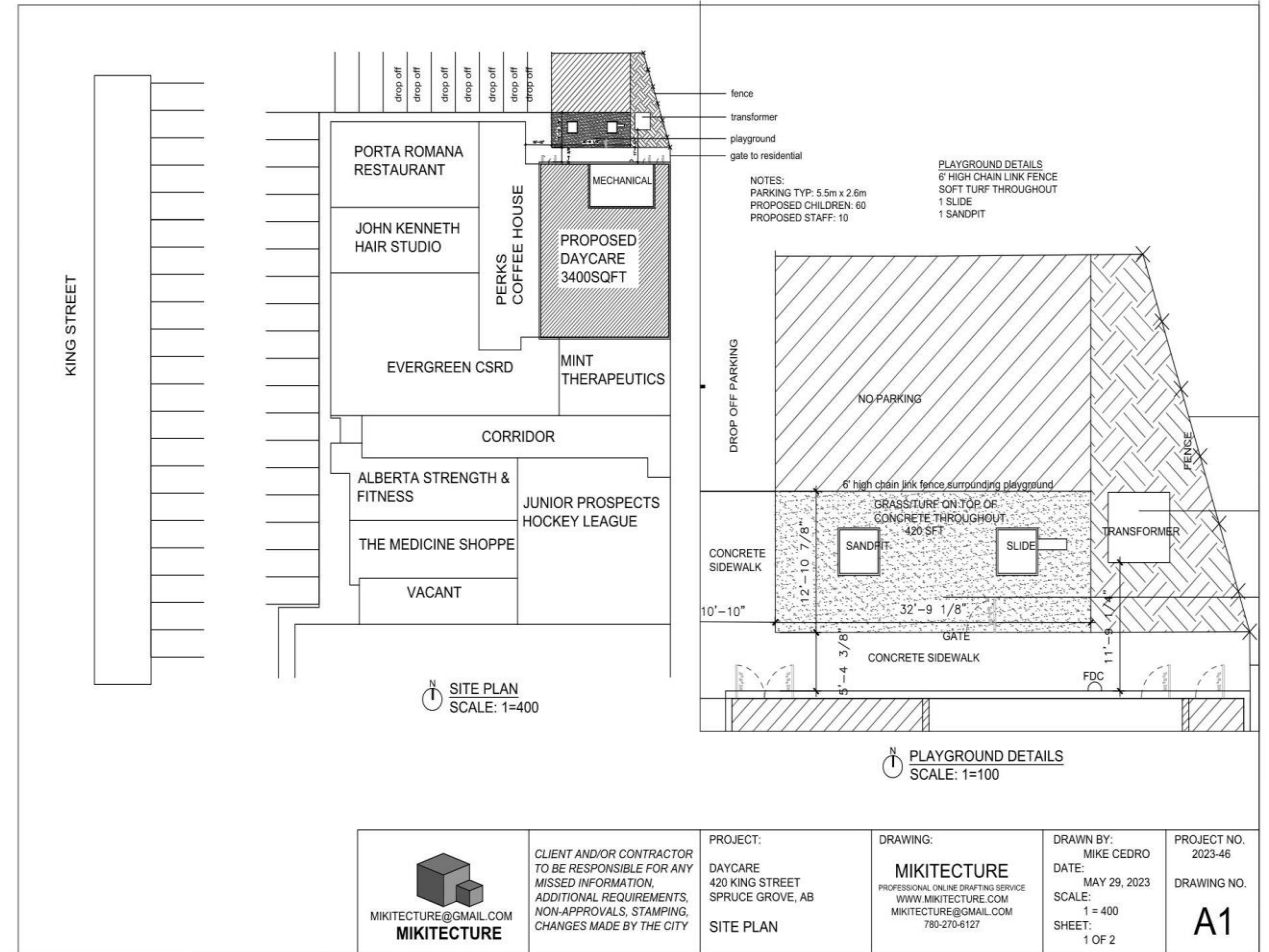 drop off
drop off
drop off
drop off
drop off
drop off
drop off
fence
transformer
playground
gate to residential
KING STREET
PORTA ROMANA
RESTAURANT
JOHN KENNETH
HAIR STUDIO
PERKS
COFFEE HOUSE
MECHANICAL
PROPOSED
DAYCARE
3400SQFT
EVERGREEN CSRD
MINT
THERAPEUTICS
CORRIDOR
ALBERTA STRENGTH &
FITNESS
JUNIOR PROSPECTS
HOCKEY LEAGUE
THE MEDICINE SHOPPE
VACANT
N
SITE PLAN
SCALE: 1=400
NOTES:
PARKING TYP: 5.5m x 2.6m
PROPOSED CHILDREN: 60
PROPOSED STAFF: 10
PLAYGROUND DETAILS
6' HIGH CHAIN LINK FENCE
SOFT TURF THROUGHOUT
1 SLIDE
1 SANDPIT
DROP OFF PARKING
NO PARKING
FENCE
6' high chain link fence surrounding playground
GRASS/TURF ON TOP OF
CONCRETE THROUGHOUT
420 SFT
CONCRETE
SIDEWALK
SANDPIT
SLIDE
TRANSFORMER
12'-10 7/8"
10'-10"
32'-9 1/8"
GATE
CONCRETE SIDEWALK
5'-4 3/8"
11'-9 1/4"
FDC
N
PLAYGROUND DETAILS
SCALE: 1=100
MIKITECTURE@GMAIL.COM
MIKITECTURE
CLIENT AND/OR CONTRACTOR
TO BE RESPONSIBLE FOR ANY
MISSED INFORMATION,
ADDITIONAL REQUIREMENTS,
NON-APPROVALS, STAMPING,
CHANGES MADE BY THE CITY
PROJECT:
DAYCARE
420 KING STREET
SPRUCE GROVE, AB
SITE PLAN
DRAWING:
MIKITECTURE
PROFESSIONAL ONLINE DRAFTING SERVICE
WWW.MIKITECTURE.COM
MIKITECTURE@GMAIL.COM
780-270-6127
DRAWN BY:
MIKE CEDRO
DATE:
MAY 29, 2023
SCALE:
1 = 400
SHEET:
1 OF 2
PROJECT NO.
2023-46
DRAWING NO.
A1